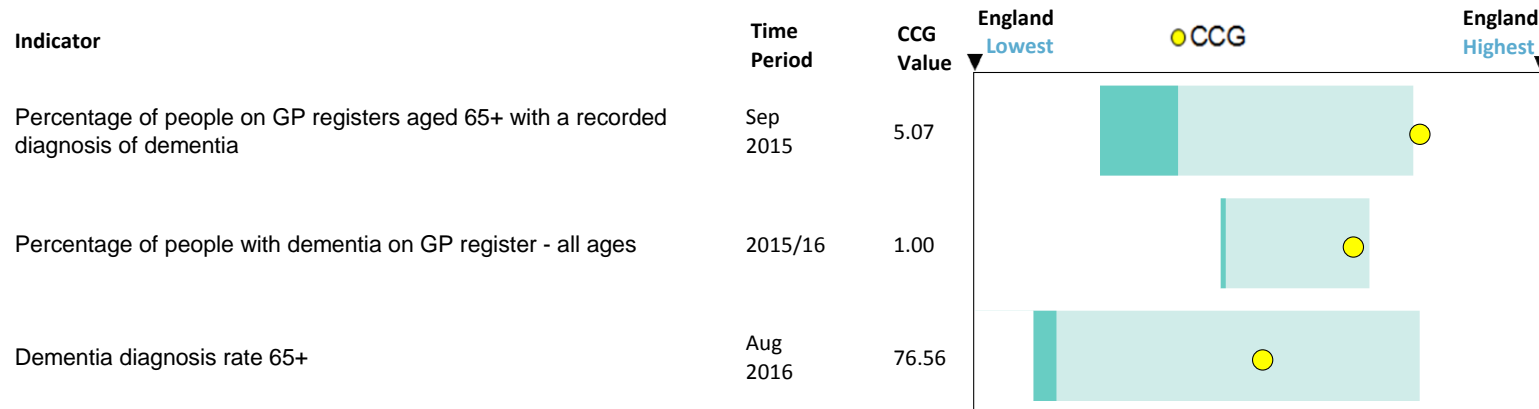 Indicator
Time
Period
CCG
Value
England
Lowest
CCG
England
Highest
Percentage of people on GP registers aged 65+ with a recorded
diagnosis of dementia
Sep
2015
5.07
Percentage of people with dementia on GP register - all ages
2015/16
1.00
Dementia diagnosis rate 65+
Aug
2016
76.56